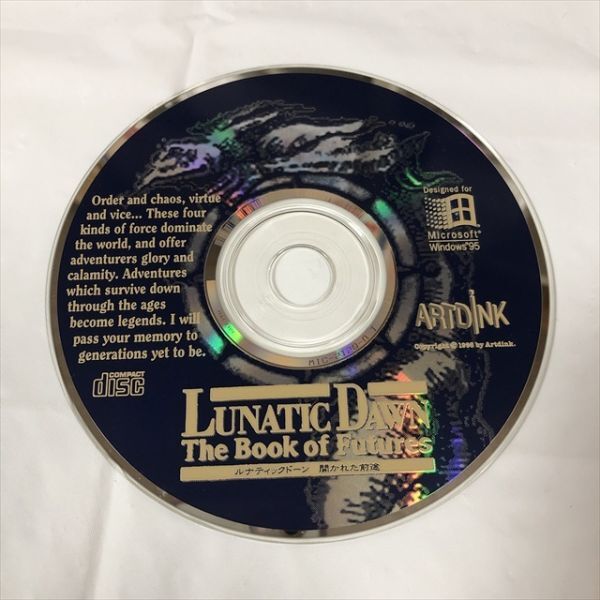 Order and chaos, virtue
and vice... These four
kinds of force dominate
the world, and offer
adventurers glory and
calamity. Adventures
which survive down
through the ages
become legends. I will
pass your memory to
generations yet to be.
COMPACT
disc
Designed for
Microsoft®
Windows®95
ARTDINK
Copyright © 1996 by Artdink.
LUNATIC DAWN
The Book of Futures
ルナティックドーン 開かれた前途